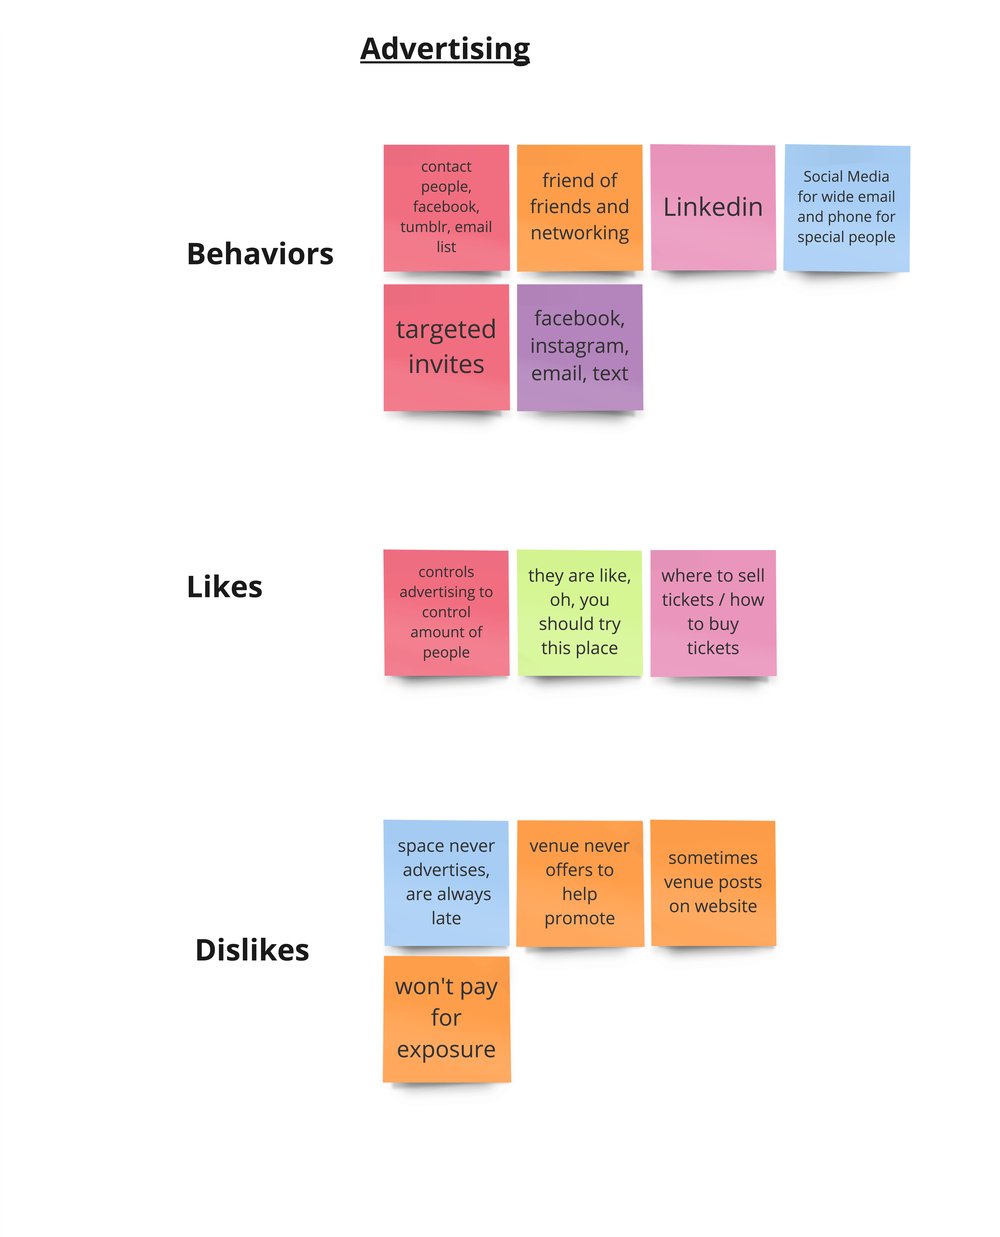 Advertising
Behaviors
contact
people,
facebook,
tumblr, email
list
friend of
friends and
networking
Linkedin
Social Media
for wide email
and phone for
special people
targeted
invites
facebook,
instagram,
email, text
Likes
controls
advertising to
control
amount of
people
they are like,
oh, you
should try
this place
where to sell
tickets / how
to buy
tickets
Dislikes
space never
advertises,
are always
late
venue never
offers to
help
promote
sometimes
venue posts
on website
won't pay
for
exposure